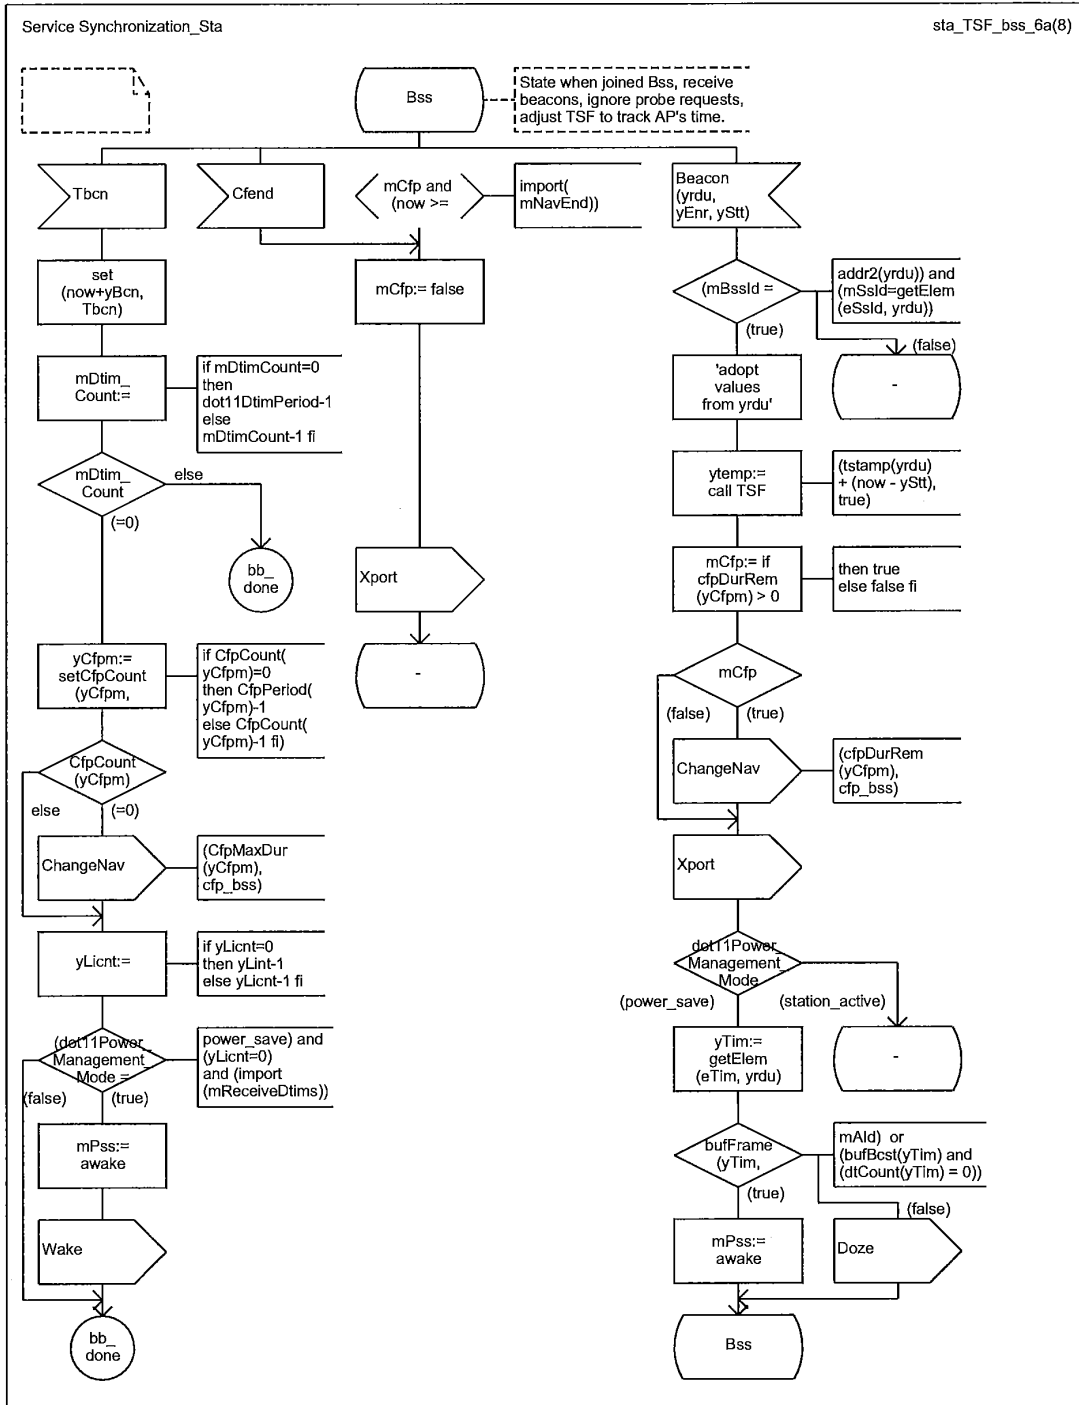 Service Synchronization_Sta
sta_TSF_bss_6a(8)
Bss
State when joined Bss, receive
beacons, ignore probe requests,
adjust TSF to track AP's time.
Tbcn
set
(now+yBcn,
Tbcn)
mDtim_
Count:=
if mDtimCount=0
then
dot11DtimPeriod-1
else
mDtimCount-1 fi
mDtim_
Count
else
(=0)
bb_
done
yCfpm:=
setCfpCount
(yCfpm,
if CfpCount(
yCfpm)=0
then CfpPeriod(
yCfpm)-1
else CfpCount(
yCfpm)-1 fi)
CfpCount
(yCfpm)
else
(=0)
ChangeNav
(CfpMaxDur
(yCfpm),
cfp_bss)
yLicnt:=
if yLicnt=0
then yLint-1
else yLicnt-1 fi
(dot11Power_
Management_
Mode =
power_save) and
(yLicnt=0)
and (import
(mReceiveDtims))
(false)
(true)
mPss:=
awake
Wake
bb_
done
Cfend
mCfp and
(now >=
import(
mNavEnd))
mCfp:= false
Xport
-
Beacon
(yrdu,
yEnr, yStt)
(mBssId =
addr2(yrdu)) and
(mSsId=getElem
(eSsId, yrdu))
(true)
(false)
-
'adopt
values
from yrdu'
ytemp:=
call TSF
(tstamp(yrdu)
+ (now - yStt),
true)
mCfp:= if
cfpDurRem
(yCfpm) > 0
then true
else false fi
mCfp
(false)
(true)
ChangeNav
(cfpDurRem
(yCfpm),
cfp_bss)
Xport
dot11Power_
Management_
Mode
(power_save)
(station_active)
-
yTim:=
getElem
(eTim, yrdu)
bufFrame
(yTim,
mAId) or
(bufBcst(yTim) and
(dtCount(yTim) = 0))
(true)
(false)
mPss:=
awake
Doze
Bss